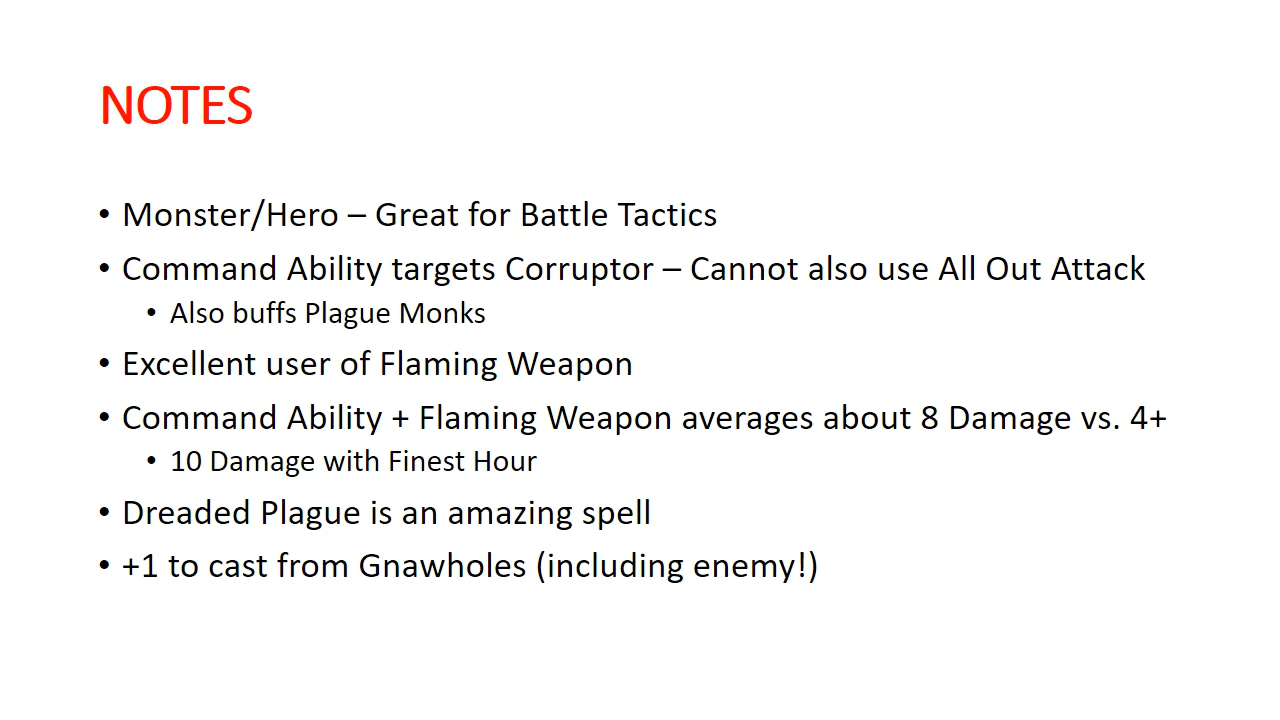 NOTES
• Monster/Hero – Great for Battle Tactics
• Command Ability targets Corruptor – Cannot also use All Out Attack
• Also buffs Plague Monks
• Excellent user of Flaming Weapon
• Command Ability + Flaming Weapon averages about 8 Damage vs. 4+
• 10 Damage with Finest Hour
• Dreaded Plague is an amazing spell
• +1 to cast from Gnawholes (including enemy!)